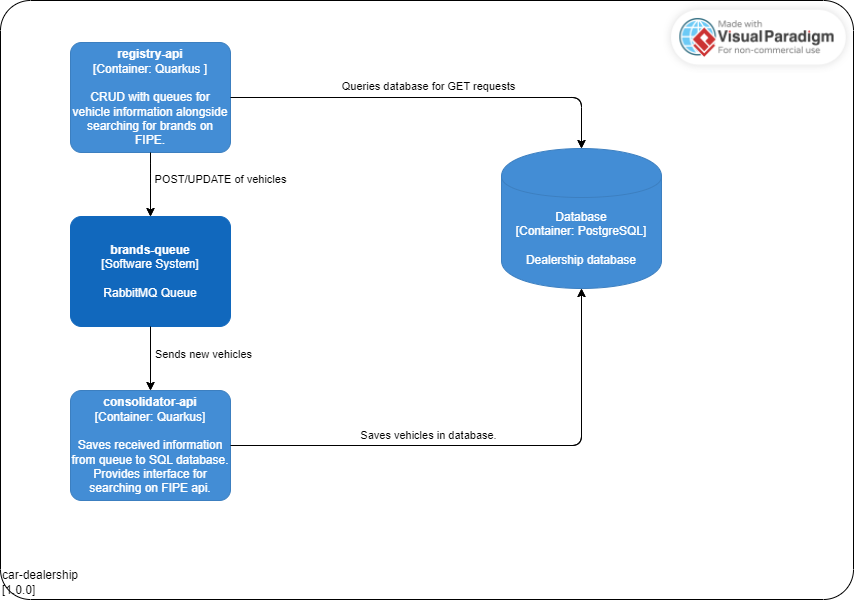 Made with
VisualParadigm
For non-commercial use
registry-api
[Container: Quarkus ]
CRUD with queues for
vehicle information alongside
searching for brands on
FIPE.
Queries database for GET requests
POST/UPDATE of vehicles
Database
[Container: PostgreSQL]
Dealership database
brands-queue
[Software System]
RabbitMQ Queue
Sends new vehicles
consolidator-api
[Container: Quarkus]
Saves received information
from queue to SQL database.
Provides interface for
searching on FIPE api.
Saves vehicles in database.
car-dealership
[1.0.0]